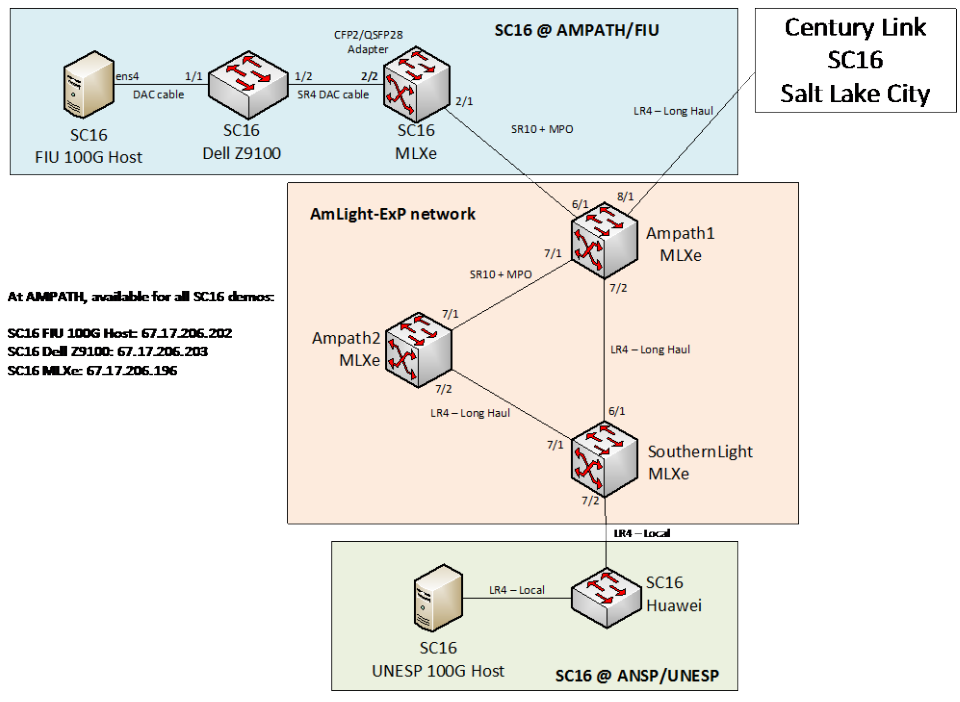 SC16 @ AMPATH/FIU
CFP2/QSFP28
Adapter
ens4
1/1
1/2
2/2
DAC cable
SR4 DAC cable
2/1
SC16
FIU 100G Host
SC16
Dell Z9100
SC16
MLXe
Century Link
SC16
Salt Lake City
LR4 – Long Haul
SR10 + MPO
AmLight-ExP network
6/1
8/1
Ampath1
MLXe
7/1
7/2
SR10 + MPO
At AMPATH, available for all SC16 demos:
SC16 FIU 100G Host: 67.17.206.202
SC16 Dell Z9100: 67.17.206.203
SC16 MLXe: 67.17.206.196
7/1
Ampath2
MLXe
7/2
LR4 – Long Haul
LR4 – Long Haul
6/1
7/1
SouthernLight
MLXe
7/2
LR4 – Local
LR4 – Local
SC16
Huawei
SC16
UNESP 100G Host
SC16 @ ANSP/UNESP